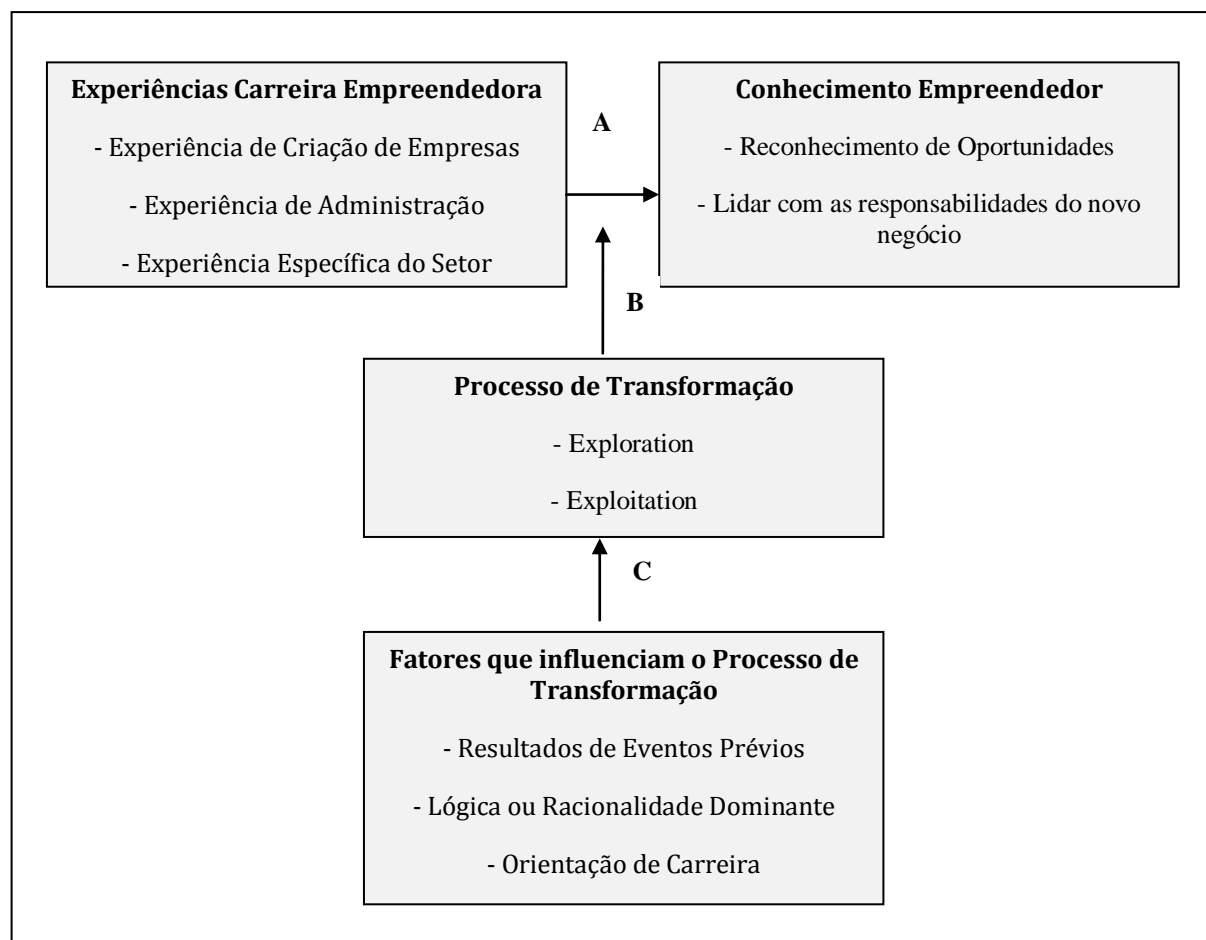 Experiências Carreira Empreendedora
- Experiência de Criação de Empresas
- Experiência de Administração
- Experiência Específica do Setor
A
Conhecimento Empreendedor
- Reconhecimento de Oportunidades
- Lidar com as responsabilidades do novo
negócio
B
Processo de Transformação
- Exploration
- Exploitation
C
Fatores que influenciam o Processo de
Transformação
- Resultados de Eventos Prévios
- Lógica ou Racionalidade Dominante
- Orientação de Carreira